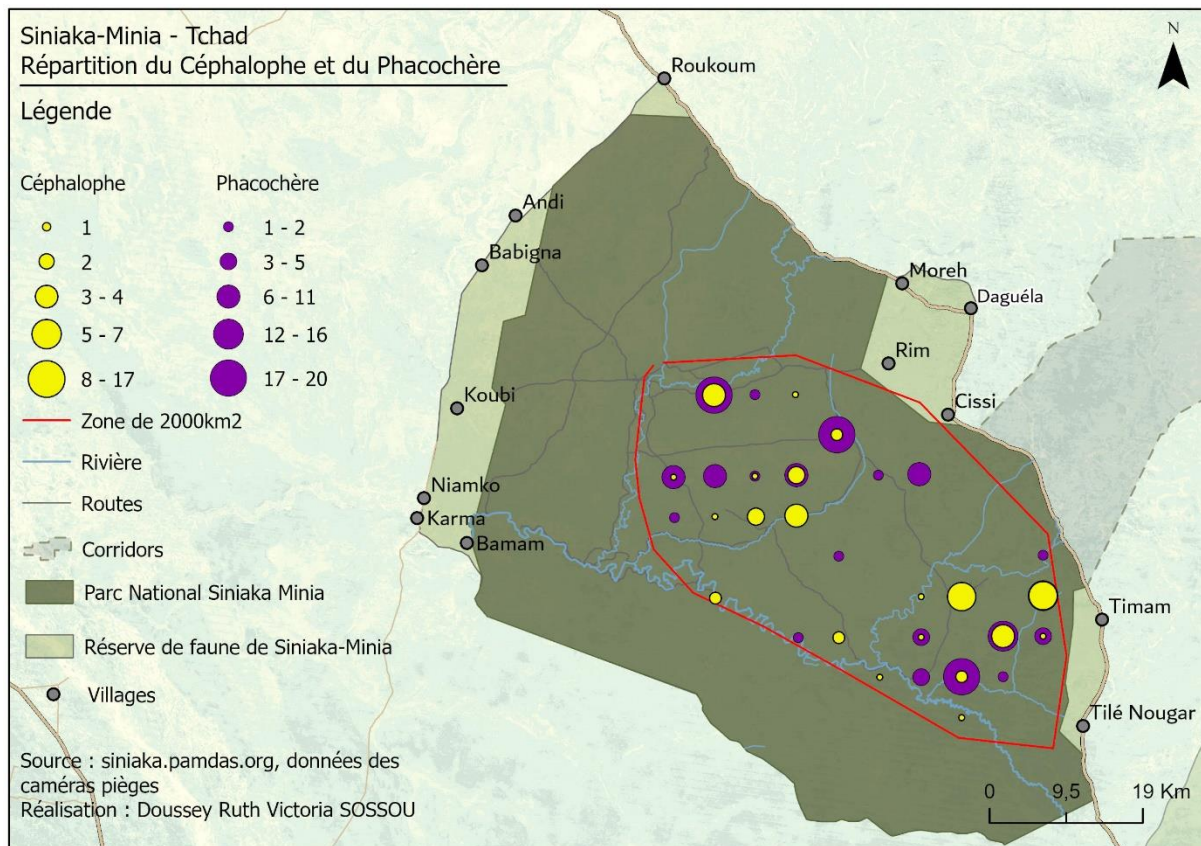 Siniaka-Minia - Tchad
Répartition du Céphalophe et du Phacochère
Légende
Céphalophe
Phacochère
1
1 - 2
2
3 - 5
3 - 4
6 - 11
5 - 7
12 - 16
8 - 17
17 - 20
Zone de 2000km2
Rivière
Routes
Corridors
Parc National Siniaka Minia
Réserve de faune de Siniaka-Minia
Villages
Source : siniaka.pamdas.org, données des
caméras pièges
Réalisation : Doussey Ruth Victoria SOSSOU
N
Roukoum
Andi
Babigna
Moreh
Daguéla
Rim
Koubi
Cissi
Niamko
Karma
Bamam
Timam
Tilé Nougar
0 9,5 19 Km